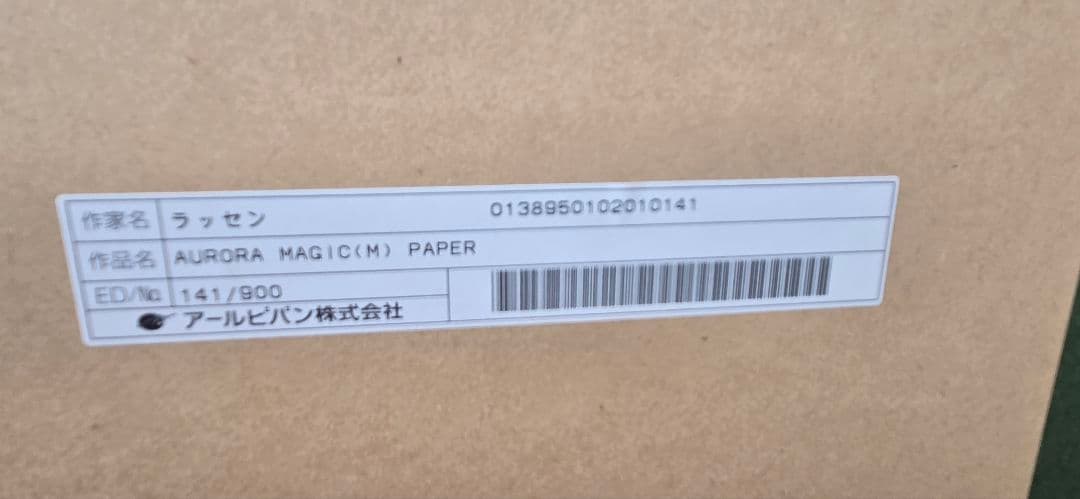 作家名 ラッセン 0138950102010141
作品名 AURORA MAGIC(M) PAPER
ED/No 141/900
アールビバン株式会社